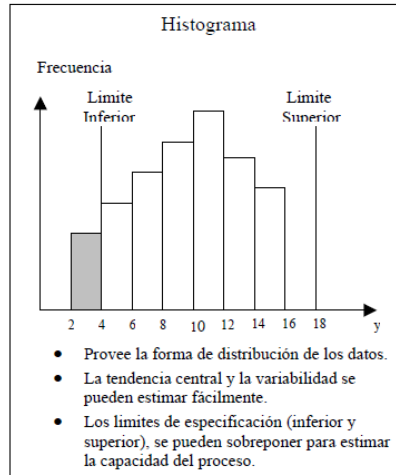 Histograma
Frecuencia
Limite
Inferior
Limite
Superior
2 4 6 8 10 12 14 16 18 y
• Provee la forma de distribución de los datos.
• La tendencia central y la variabilidad se
pueden estimar fácilmente.
• Los limites de especificación (inferior y
superior), se pueden sobreponer para estimar
la capacidad del proceso.